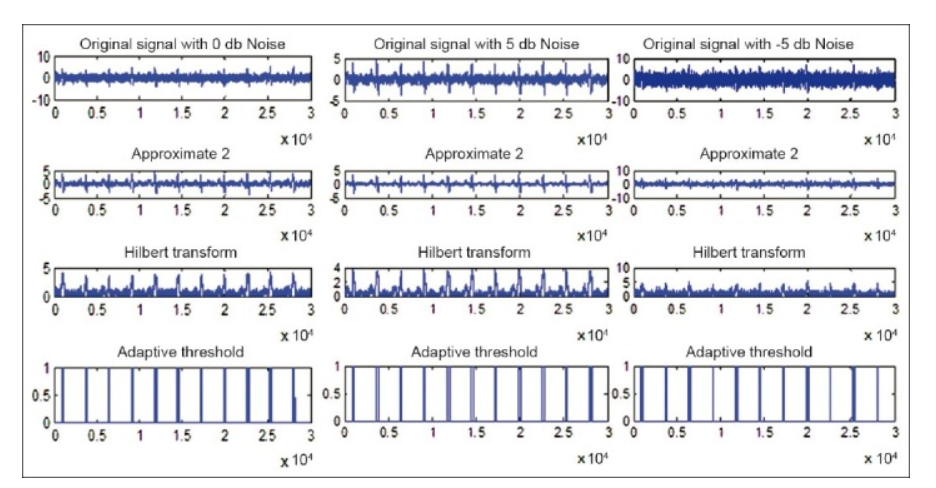 Original signal with 0 db Noise Original signal with 5 db Noise Original signal with -5 db Noise
10 5 10
0 0 0
-10 -5 -10
0 0.5 1 1.5 2 2.5 3 0 0.5 1 1.5 2 2.5 3 0 0.5 1 1.5 2 2.5 3
x 10⁴ x 10⁴ x 10⁴
Approximate 2 Approximate 2 Approximate 2
5 5 10
0 0 0
-5 -5 -10
0 0.5 1 1.5 2 2.5 3 0 0.5 1 1.5 2 2.5 3 0 0.5 1 1.5 2 2.5 3
x 10⁴ x 10⁴ x 10⁴
Hilbert transform Hilbert transform Hilbert transform
5 4 10
2 5
0 0 0
0 0.5 1 1.5 2 2.5 3 0 0.5 1 1.5 2 2.5 3 0 0.5 1 1.5 2 2.5 3
x 10⁴ x 10⁴ x 10⁴
Adaptive threshold Adaptive threshold Adaptive threshold
1 1 1
0.5 0.5 0.5
0 0 0
0 0.5 1 1.5 2 2.5 3 0 0.5 1 1.5 2 2.5 3 0 0.5 1 1.5 2 2.5 3
x 10⁴ x 10⁴ x 10⁴